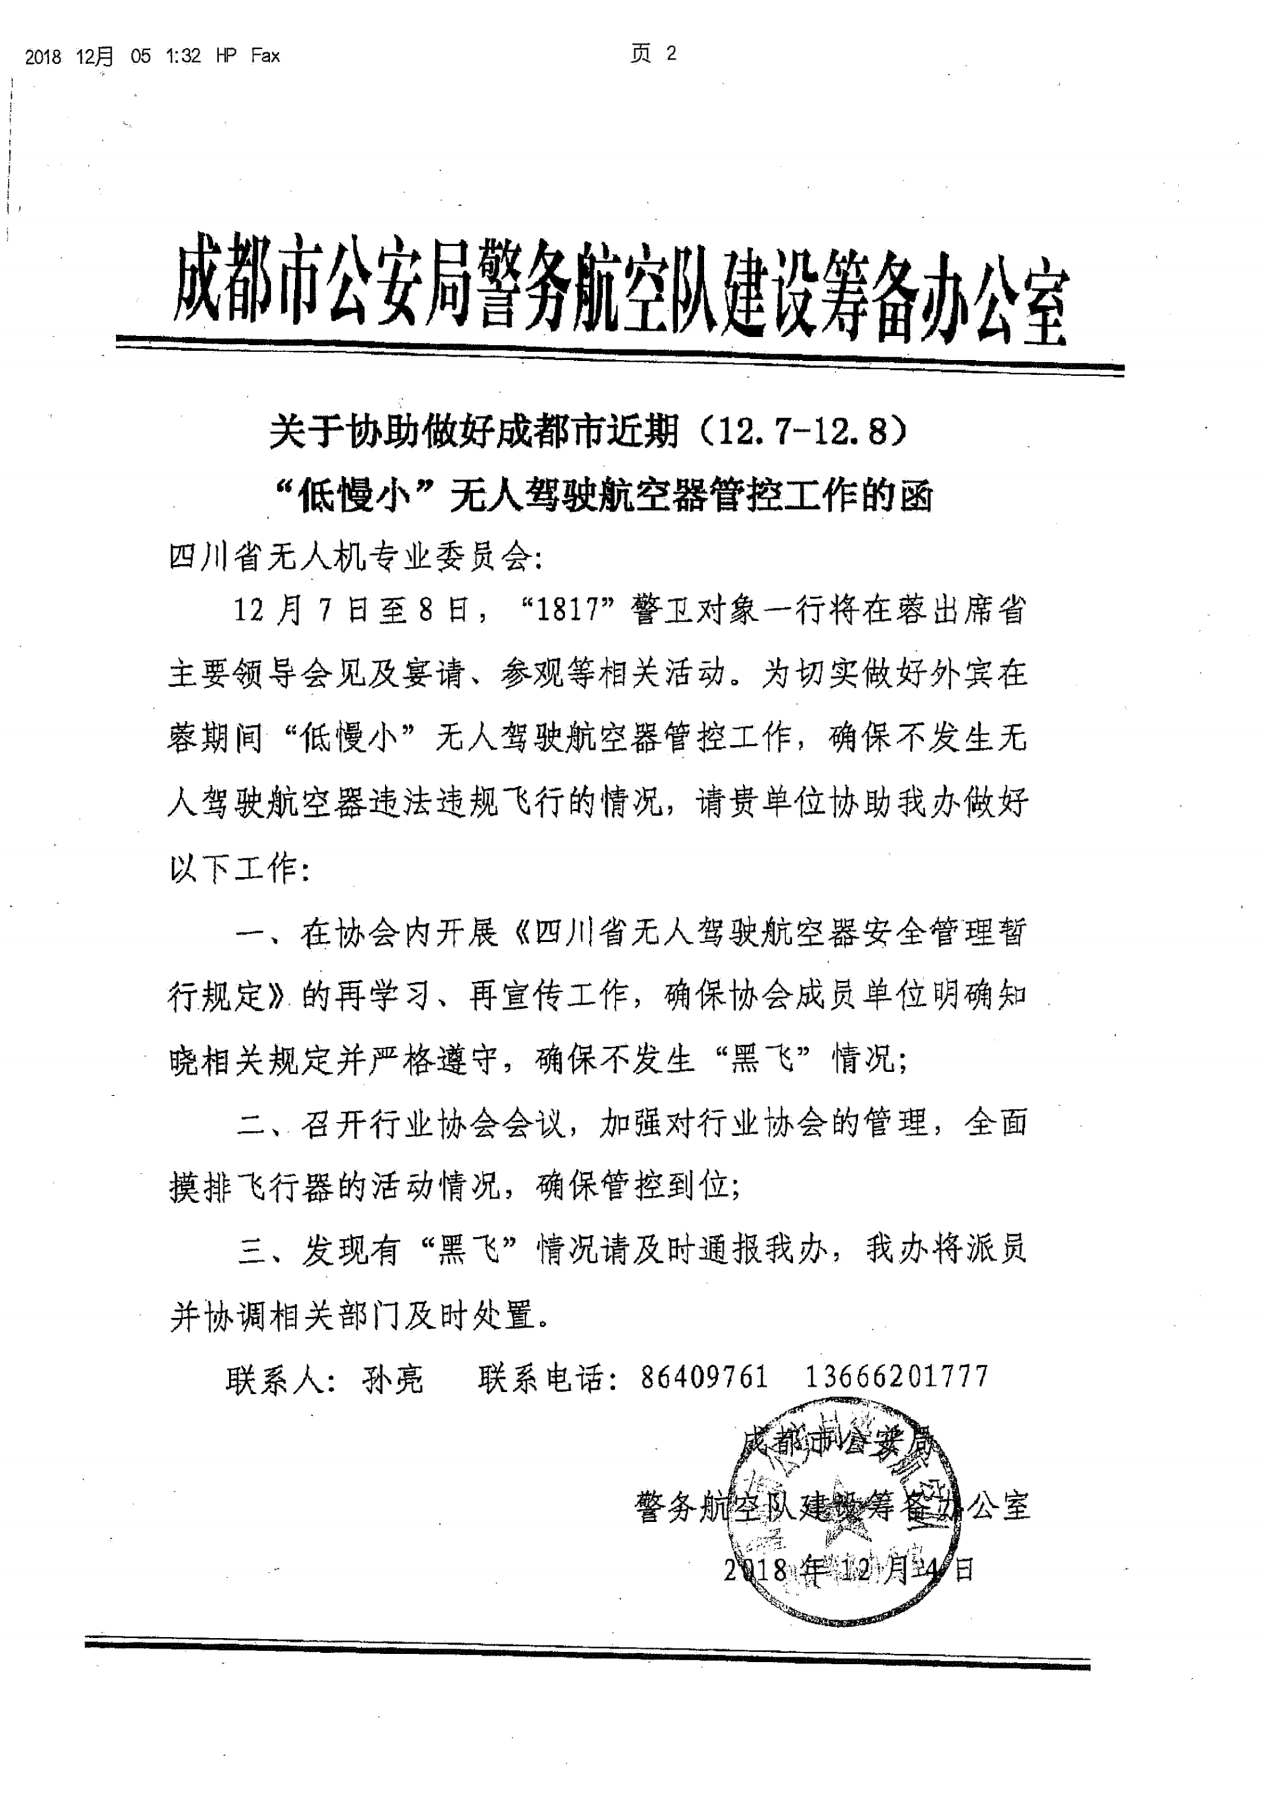 2018 12月 05 1:32 HP Fax 页 2
成都市公安局警务航空队建设筹备办公室
关于协助做好成都市近期（12.7-12.8）
“低慢小”无人驾驶航空器管控工作的函
四川省无人机专业委员会：
12月7日至8日，“1817”警卫对象一行将在蓉出席省
主要领导会见及宴请、参观等相关活动。为切实做好外宾在
蓉期间“低慢小”无人驾驶航空器管控工作，确保不发生无
人驾驶航空器违法违规飞行的情况，请贵单位协助我办做好
以下工作：
一、在协会内开展《四川省无人驾驶航空器安全管理暂
行规定》的再学习、再宣传工作，确保协会成员单位明确知
晓相关规定并严格遵守，确保不发生“黑飞”情况；
二、召开行业协会会议，加强对行业协会的管理，全面
摸排飞行器的活动情况，确保管控到位；
三、发现有“黑飞”情况请及时通报我办，我办将派员
并协调相关部门及时处置。
联系人：孙亮 联系电话：86409761 13666201777
成都市公安局
警务航空队建设筹备办公室
2018年12月4日